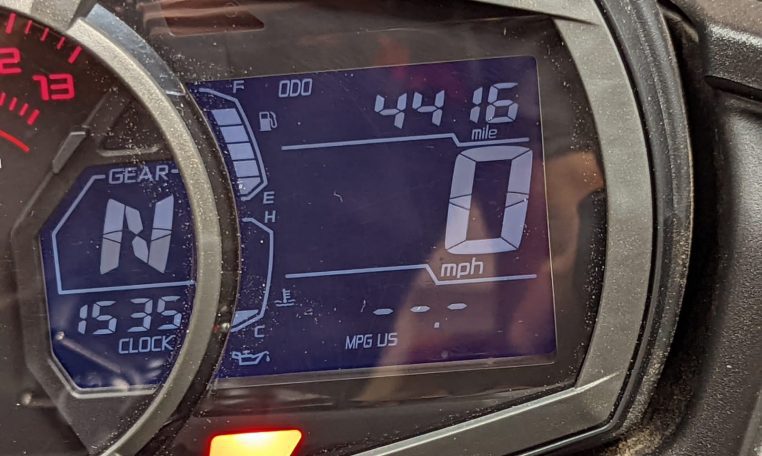 12
13
F
ODO
4416
mile
GEAR
N
E
H
0
mph
1535
CLOCK
C
-.-
MPG US